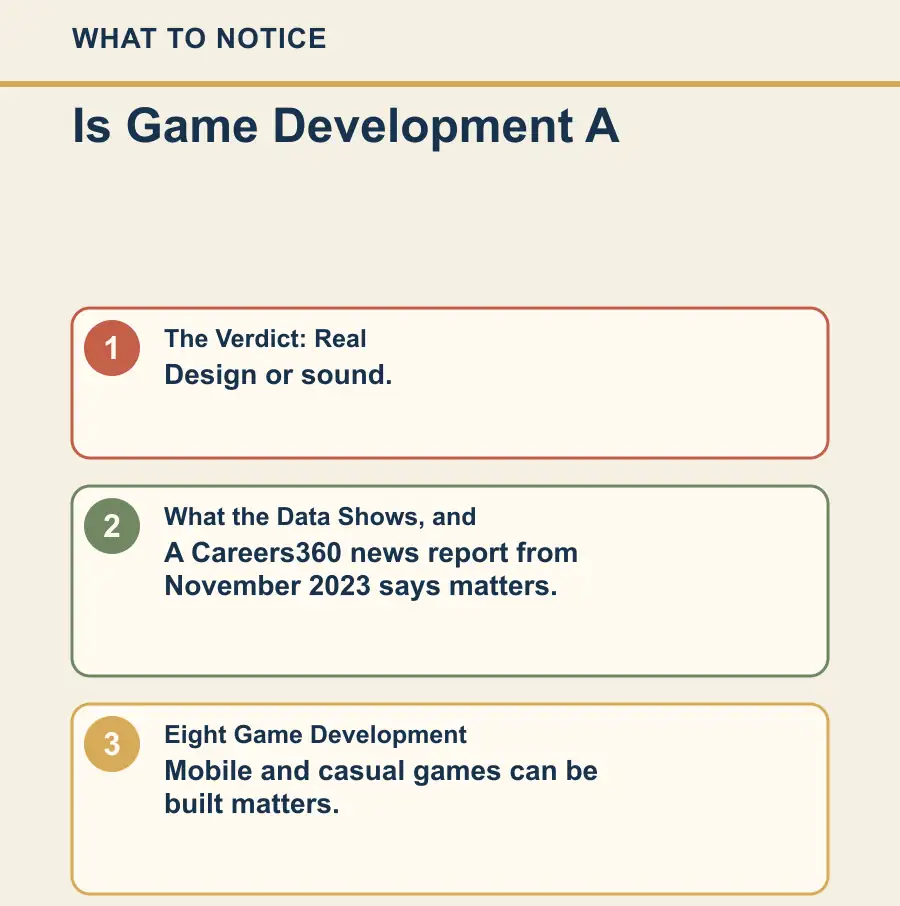 WHAT TO NOTICE
Is Game Development A
1
The Verdict: Real
Design or sound.
2
What the Data Shows, and
A Careers360 news report from
November 2023 says matters.
3
Eight Game Development
Mobile and casual games can be
built matters.